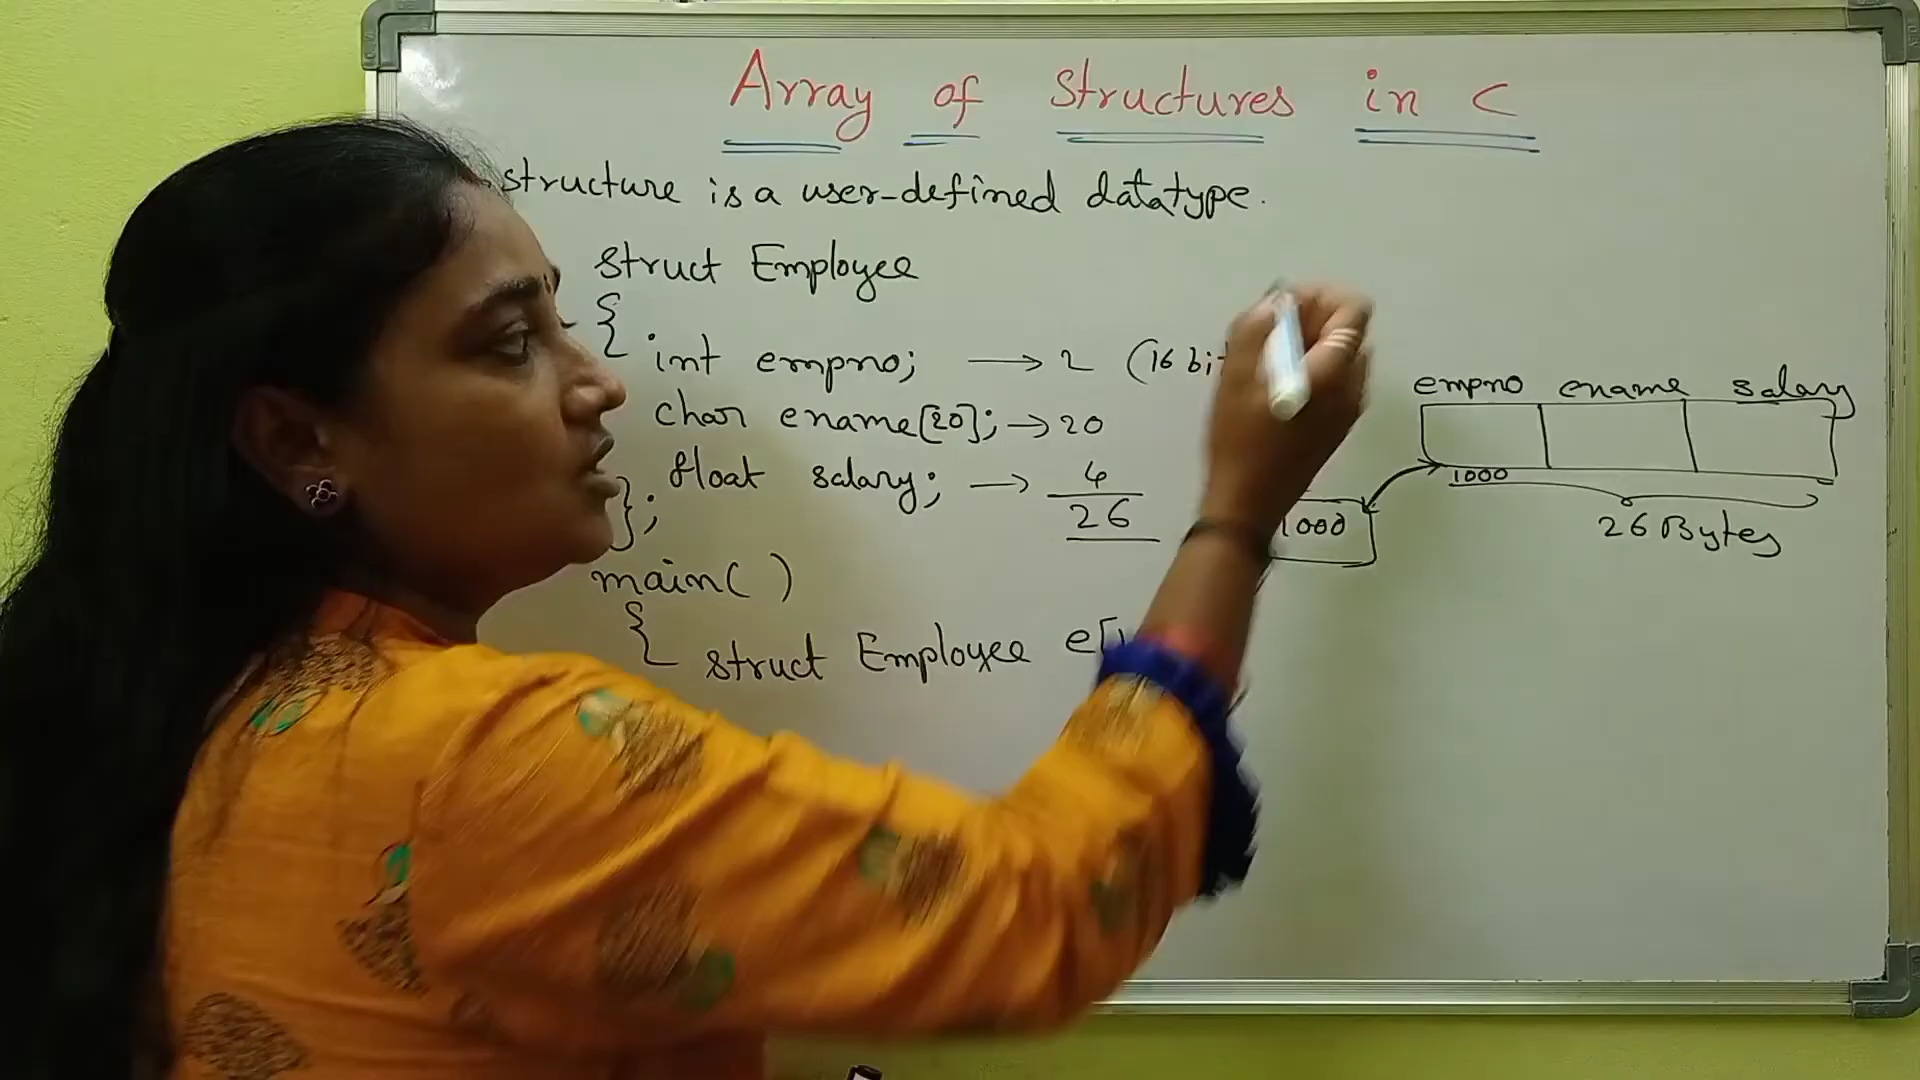 Array of Structures in C
structure is a user-defined datatype.
struct Employee
{
int empno; → 2 (16 bit
char ename[20]; → 20
float salary; → 4
}; 26
main( )
{ struct Employee e[
empno ename salary
1000
1000
26 Bytes